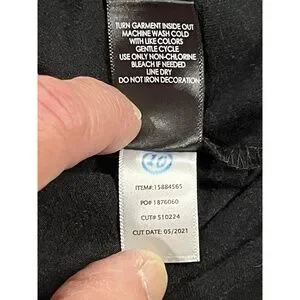 TURN GARMENT INSIDE OUT
MACHINE WASH COLD
WITH LIKE COLORS
GENTLE CYCLE
USE ONLY NON-CHLORINE
BLEACH IF NEEDED
LINE DRY
DO NOT IRON DECORATION
ITEM#:15884565
PO# 1876060
CUT# 510224
CUT DATE: 05/2021